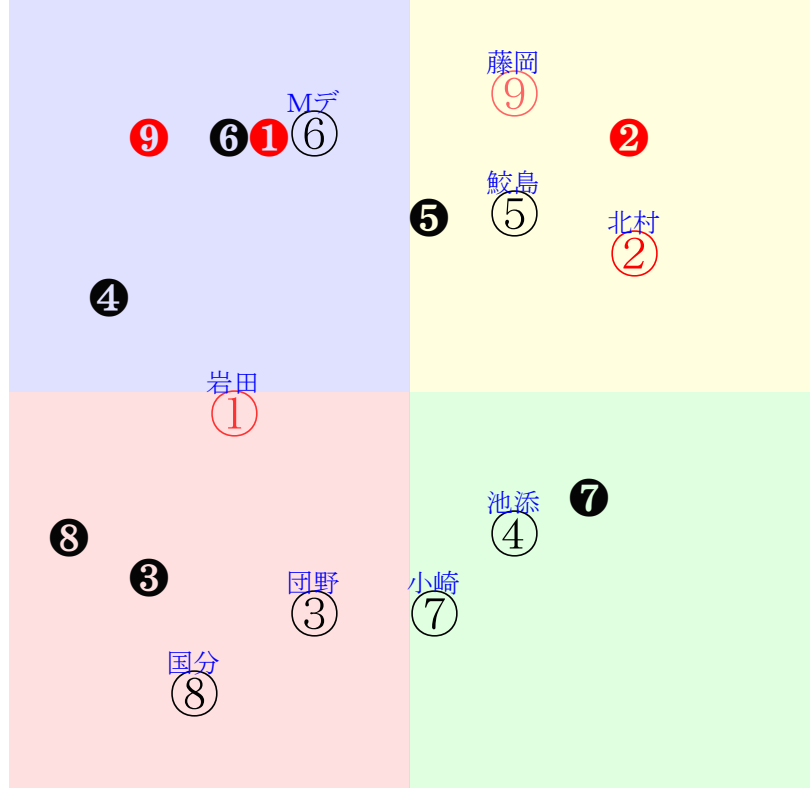 藤岡
⑨
Mデ
⑥
❾
❻
❶
❷
鮫島
⑤
❺
北村
②
❹
岩田
①
池添
④
❼
❽
❸
団野
③
小崎
⑦
国分
⑧